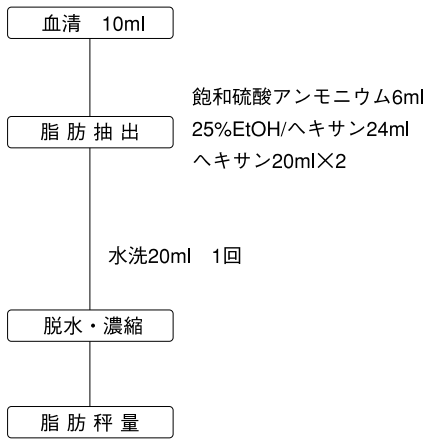 血清　10ml
飽和硫酸アンモニウム6ml
脂 肪 抽 出
25%EtOH/ヘキサン24ml
ヘキサン20ml×2
水洗20ml　1回
脱水・濃縮
脂 肪 秤 量